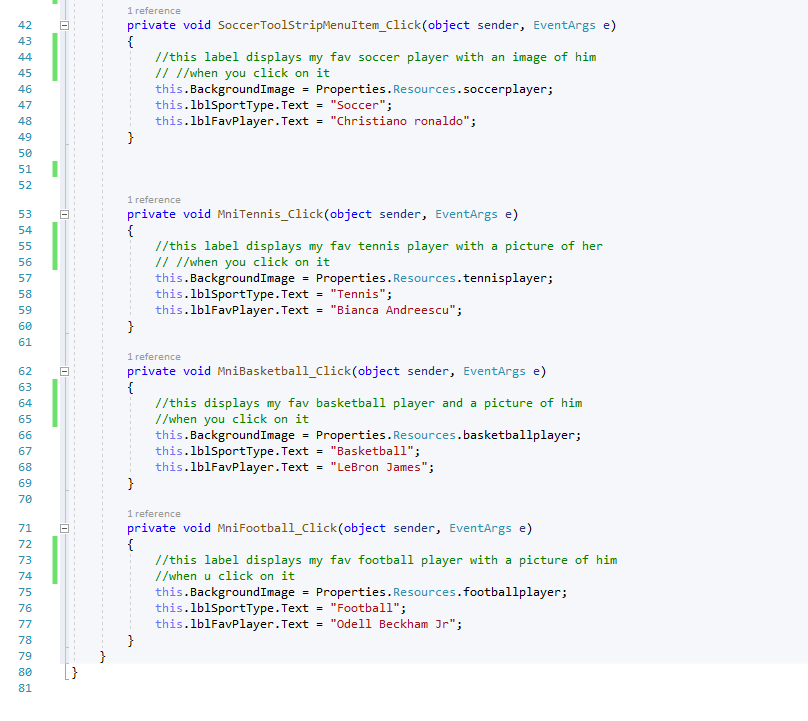 1 reference
42 private void SoccerToolStripMenuItem_Click(object sender, EventArgs e)
43 {
44 //this label displays my fav soccer player with an image of him
45 // //when you click on it
46 this.BackgroundImage = Properties.Resources.soccerplayer;
47 this.lblSportType.Text = "Soccer";
48 this.lblFavPlayer.Text = "Christiano ronaldo";
49 }
50
51
52
1 reference
53 private void MniTennis_Click(object sender, EventArgs e)
54 {
55 //this label displays my fav tennis player with a picture of her
56 // //when you click on it
57 this.BackgroundImage = Properties.Resources.tennisplayer;
58 this.lblSportType.Text = "Tennis";
59 this.lblFavPlayer.Text = "Bianca Andreescu";
60 }
61
1 reference
62 private void MniBasketball_Click(object sender, EventArgs e)
63 {
64 //this displays my fav basketball player and a picture of him
65 //when you click on it
66 this.BackgroundImage = Properties.Resources.basketballplayer;
67 this.lblSportType.Text = "Basketball";
68 this.lblFavPlayer.Text = "LeBron James";
69 }
70
1 reference
71 private void MniFootball_Click(object sender, EventArgs e)
72 {
73 //this label displays my fav football player with a picture of him
74 //when u click on it
75 this.BackgroundImage = Properties.Resources.footballplayer;
76 this.lblSportType.Text = "Football";
77 this.lblFavPlayer.Text = "Odell Beckham Jr";
78 }
79 }
80 }
81